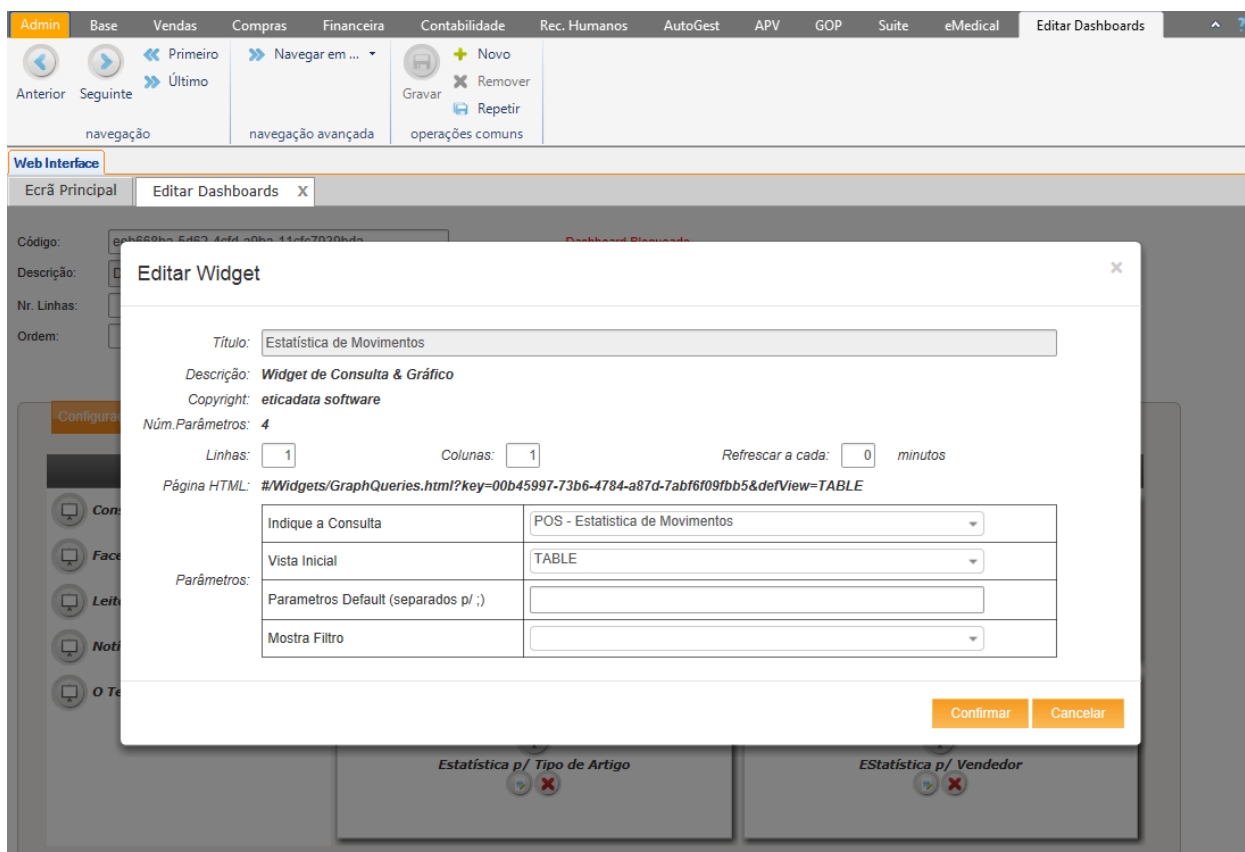 Admin Base Vendas Compras Financeira Contabilidade Rec. Humanos AutoGest APV GOP Suite eMedical Editar Dashboards ?
Anterior Seguinte
Primeiro
Último
navegação
Navegar em ...
navegação avançada
Gravar
Novo
Remover
Repetir
operações comuns
Web Interface
Ecrã Principal Editar Dashboards X
Código:
Descrição:
Nr. Linhas:
Ordem:
Editar Widget ×
Título: Estatística de Movimentos
Descrição: Widget de Consulta & Gráfico
Copyright: eticadata software
Núm.Parâmetros: 4
Linhas: 1 Colunas: 1 Refrescar a cada: 0 minutos
Página HTML: #/Widgets/GraphQueries.html?key=00b45997-73b6-4784-a87d-7abf6f09fbb5&defView=TABLE
Parâmetros:
Indique a Consulta POS - Estatistica de Movimentos
Vista Inicial TABLE
Parametros Default (separados p/ ;)
Mostra Filtro
Confirmar Cancelar
Estatística p/ Tipo de Artigo
EStatística p/ Vendedor